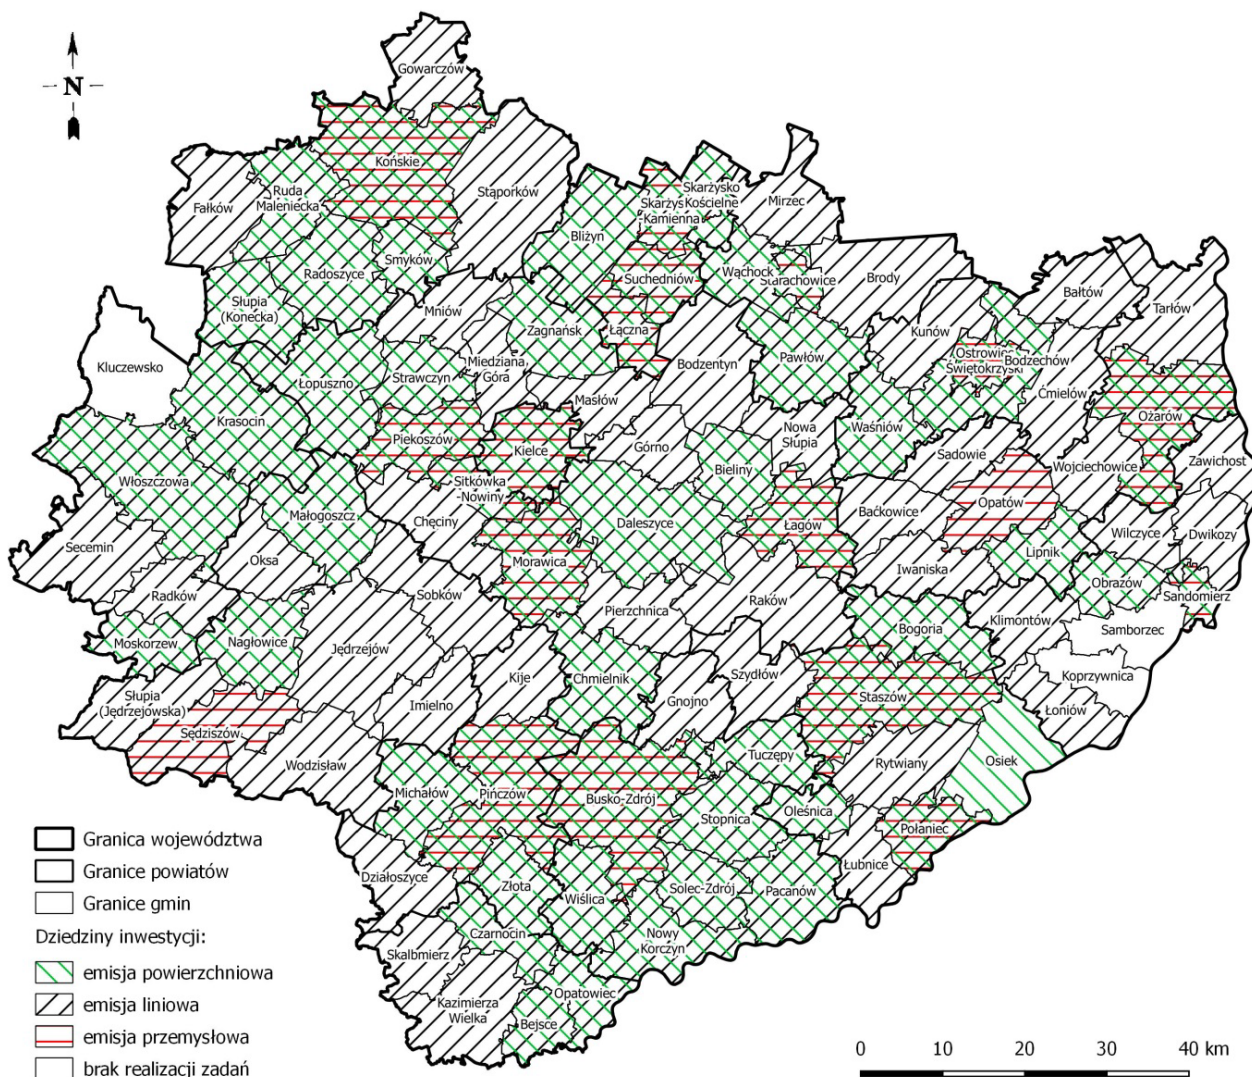 N
Gowarczów
Końskie
Stąporków
Fałków
Ruda
Maleniecka
Radoszyce
Smyków
Słupia
(Konecka)
Bliżyn
Skarżysko
Kościelne
Skarżys
-Kamienna
Mirzec
Suchedniów
Wąchock
Starachowice
Brody
Bałtów
Tarłów
Kluczewsko
Mniów
Zagnańsk
Łączna
Miedziana
Góra
Bodzentyn
Pawłów
Kunów
Ostrowiec
Świętokrzyski
Bodzechów
Ćmielów
Ożarów
Krasocin
Łopuszno
Strawczyn
Masłów
Piekoszów
Kielce
Górno
Nowa
Słupia
Waśniów
Sadowie
Wojciechowice
Zawichost
Włoszczowa
Małogoszcz
Sitkówka
-Nowiny
Chęciny
Bieliny
Daleszyce
Łagów
Baćkowice
Opatów
Wilczyce
Dwikozy
Secemin
Oksa
Morawica
Iwaniska
Lipnik
Obrazów
Sandomierz
Radków
Sobków
Pierzchnica
Raków
Klimontów
Samborzec
Moskorzew
Nagłowice
Jędrzejów
Bogoria
Koprzywnica
Słupia
(Jędrzejowska)
Imielno
Kije
Chmielnik
Gnojno
Szydłów
Staszów
Łoniów
Sędziszów
Wodzisław
Tuczępy
Rytwiany
Osiek
Michałów
Pińczów
Busko-Zdrój
Stopnica
Oleśnica
Połaniec
Łubnice
Działoszyce
Złota
Wiślica
Solec-Zdrój
Pacanów
Czarnocin
Nowy
Korczyn
Skalbmierz
Kazimierza
Wielka
Opatowiec
Bejsce
Granica województwa
Granice powiatów
Granice gmin
Dziedziny inwestycji:
emisja powierzchniowa
emisja liniowa
emisja przemysłowa
brak realizacji zadań
0 10 20 30 40 km